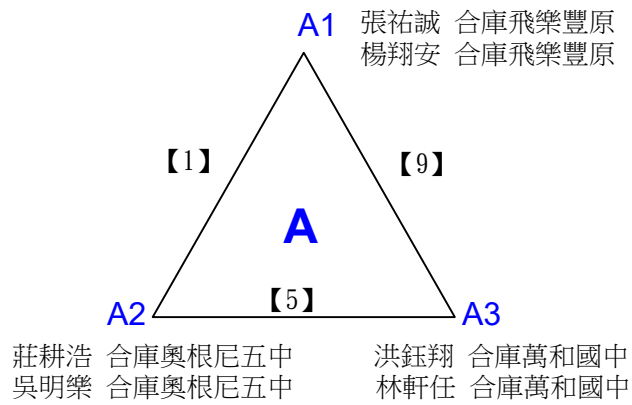 A1 張祐誠 合庫飛樂豐原
楊翔安 合庫飛樂豐原
【1】
【9】
A
【5】
A2
A3
莊耕浩 合庫奧根尼五中
吳明樂 合庫奧根尼五中
洪鈺翔 合庫萬和國中
林軒任 合庫萬和國中